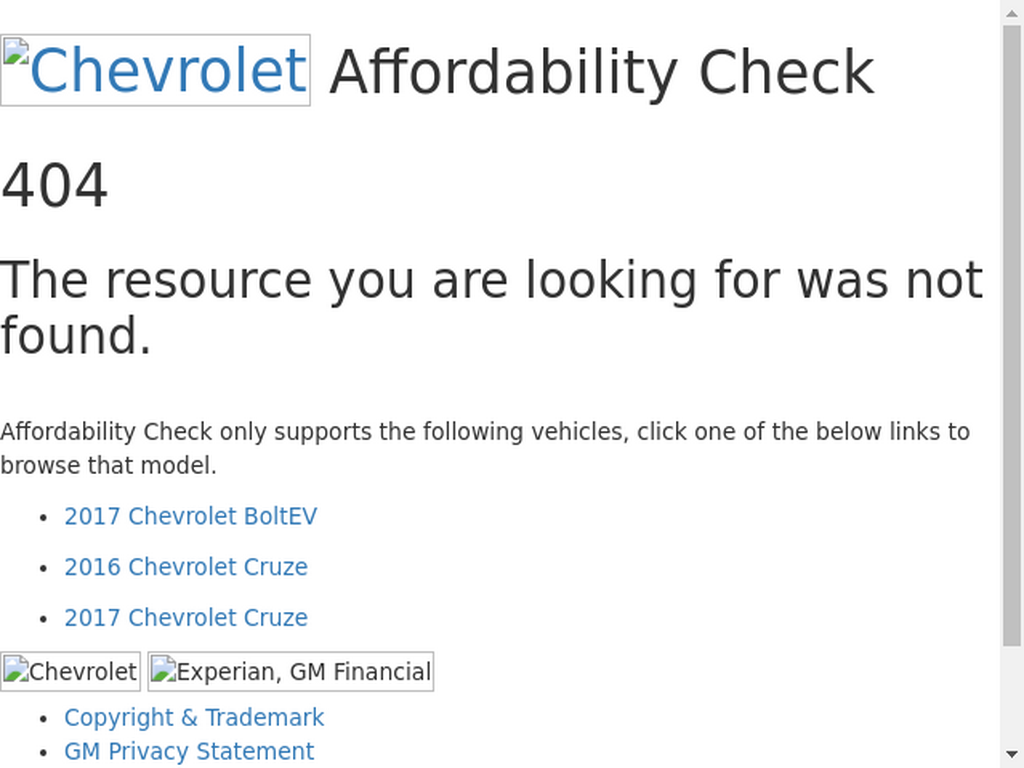 Chevrolet Affordability Check
404
The resource you are looking for was not
found.
Affordability Check only supports the following vehicles, click one of the below links to
browse that model.
2017 Chevrolet BoltEV
2016 Chevrolet Cruze
2017 Chevrolet Cruze
Chevrolet Experian, GM Financial
Copyright & Trademark
GM Privacy Statement